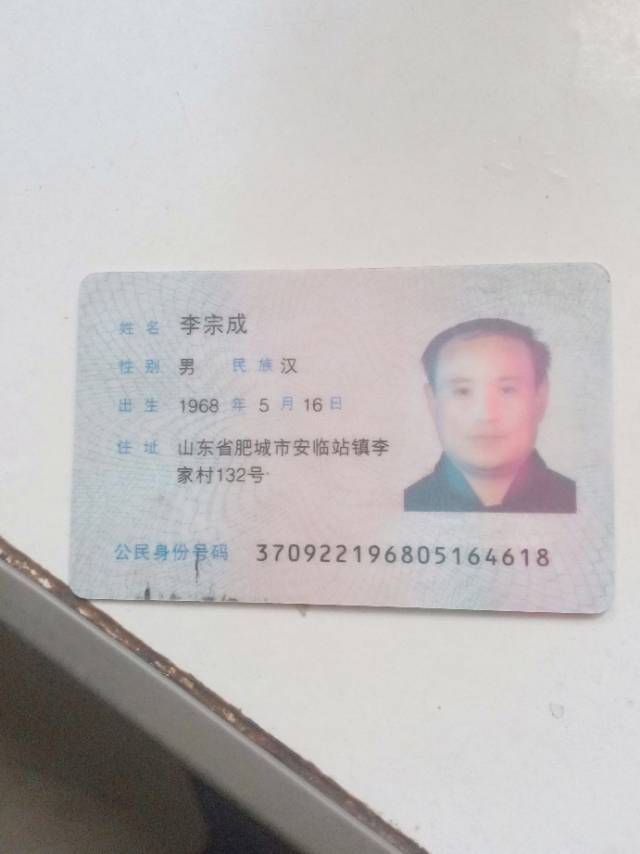 姓名 李宗成
性别 男 民族 汉
出生 1968 年 5 月 16 日
住址 山东省肥城市安临站镇李
家村132号
公民身份号码 370922196805164618